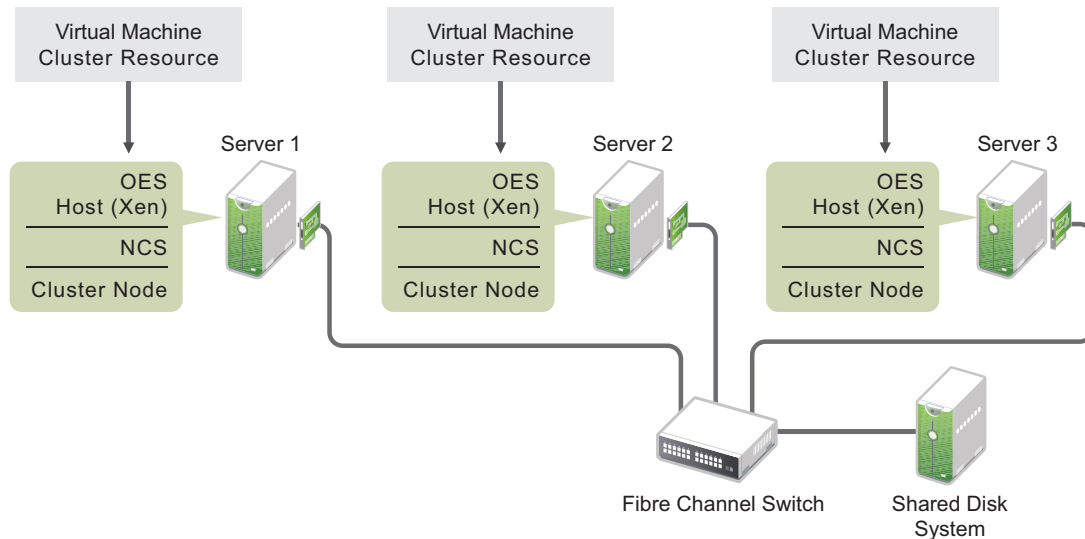 Virtual Machine
Cluster Resource
Virtual Machine
Cluster Resource
Virtual Machine
Cluster Resource
Server 1
Server 2
Server 3
OES
Host (Xen)
NCS
Cluster Node
OES
Host (Xen)
NCS
Cluster Node
OES
Host (Xen)
NCS
Cluster Node
Fibre Channel Switch
Shared Disk
System